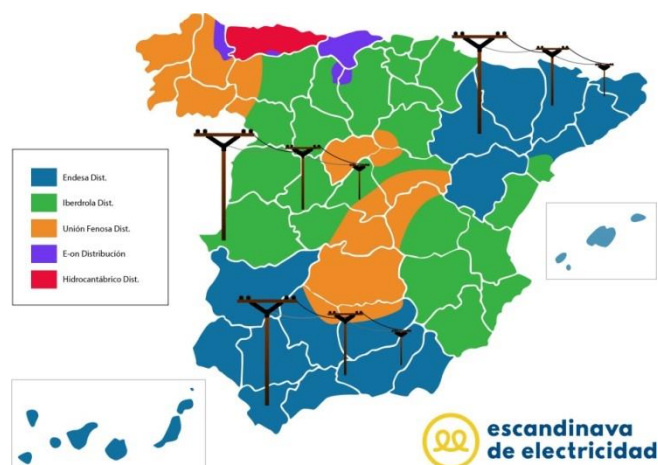 Endesa Dist.
Iberdrola Dist.
Unión Fenosa Dist.
E-on Distribución
Hidrocantábrico Dist.
escandinava
de electricidad